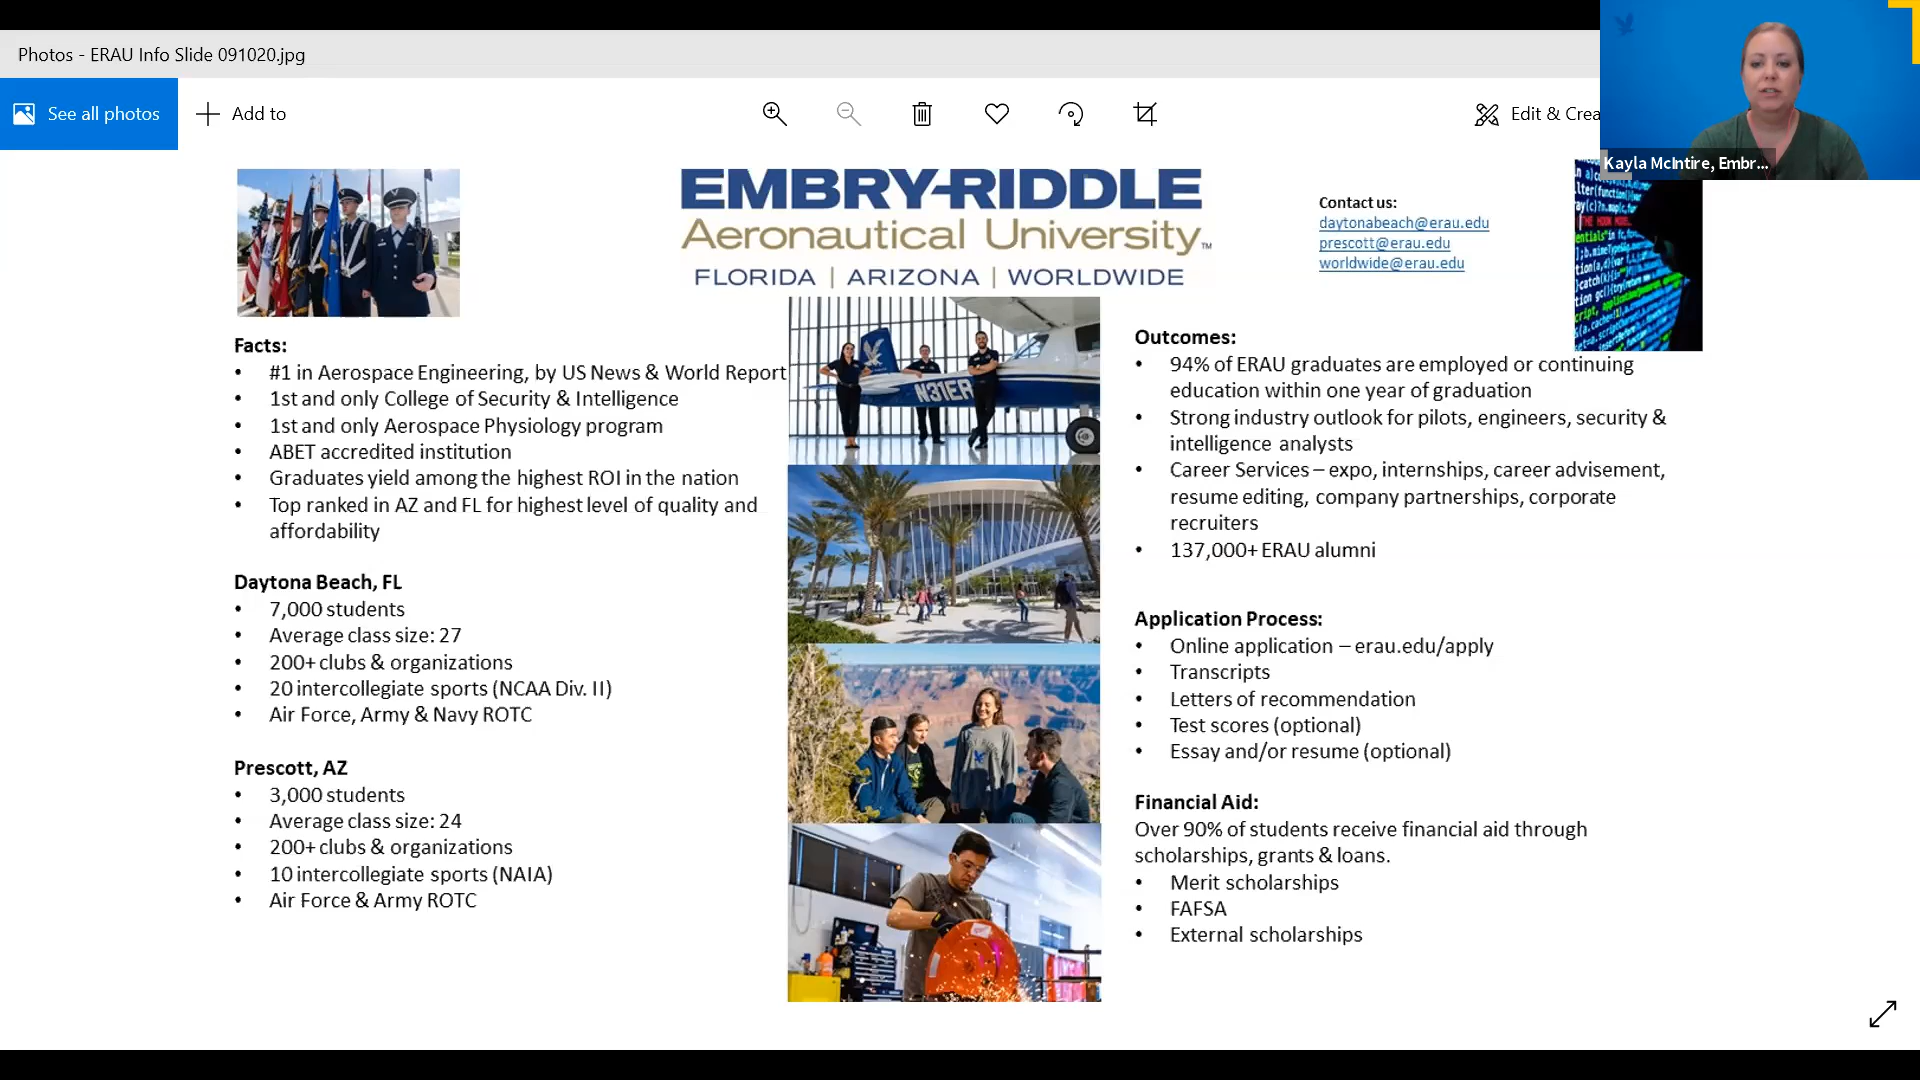 Photos - ERAU Info Slide 091020.jpg
See all photos
Add to
Edit & Crea
Kayla McIntire, Embr...
EMBRY-RIDDLE
Aeronautical University™
FLORIDA | ARIZONA | WORLDWIDE
Contact us:
daytonabeach@erau.edu
prescott@erau.edu
worldwide@erau.edu
N31ER
Facts:
• #1 in Aerospace Engineering, by US News & World Report
• 1st and only College of Security & Intelligence
• 1st and only Aerospace Physiology program
• ABET accredited institution
• Graduates yield among the highest ROI in the nation
• Top ranked in AZ and FL for highest level of quality and
affordability
Daytona Beach, FL
• 7,000 students
• Average class size: 27
• 200+ clubs & organizations
• 20 intercollegiate sports (NCAA Div. II)
• Air Force, Army & Navy ROTC
Prescott, AZ
• 3,000 students
• Average class size: 24
• 200+ clubs & organizations
• 10 intercollegiate sports (NAIA)
• Air Force & Army ROTC
Outcomes:
• 94% of ERAU graduates are employed or continuing
education within one year of graduation
• Strong industry outlook for pilots, engineers, security &
intelligence analysts
• Career Services – expo, internships, career advisement,
resume editing, company partnerships, corporate
recruiters
• 137,000+ ERAU alumni
Application Process:
• Online application – erau.edu/apply
• Transcripts
• Letters of recommendation
• Test scores (optional)
• Essay and/or resume (optional)
Financial Aid:
Over 90% of students receive financial aid through
scholarships, grants & loans.
• Merit scholarships
• FAFSA
• External scholarships